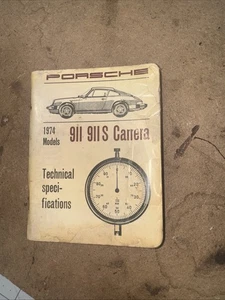 PORSCHE
1974 911 911 S Carrera
Models
Technical
speci-
fications